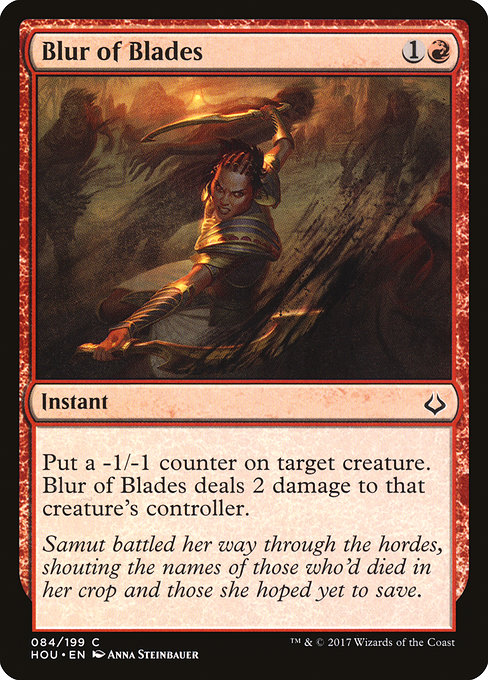 Blur of Blades 1
Instant
Put a -1/-1 counter on target creature.
Blur of Blades deals 2 damage to that
creature's controller.
Samut battled her way through the hordes,
shouting the names of those who'd died in
her crop and those she hoped yet to save.
084/199 C ™ & © 2017 Wizards of the Coast
HOU • EN Anna Steinbauer